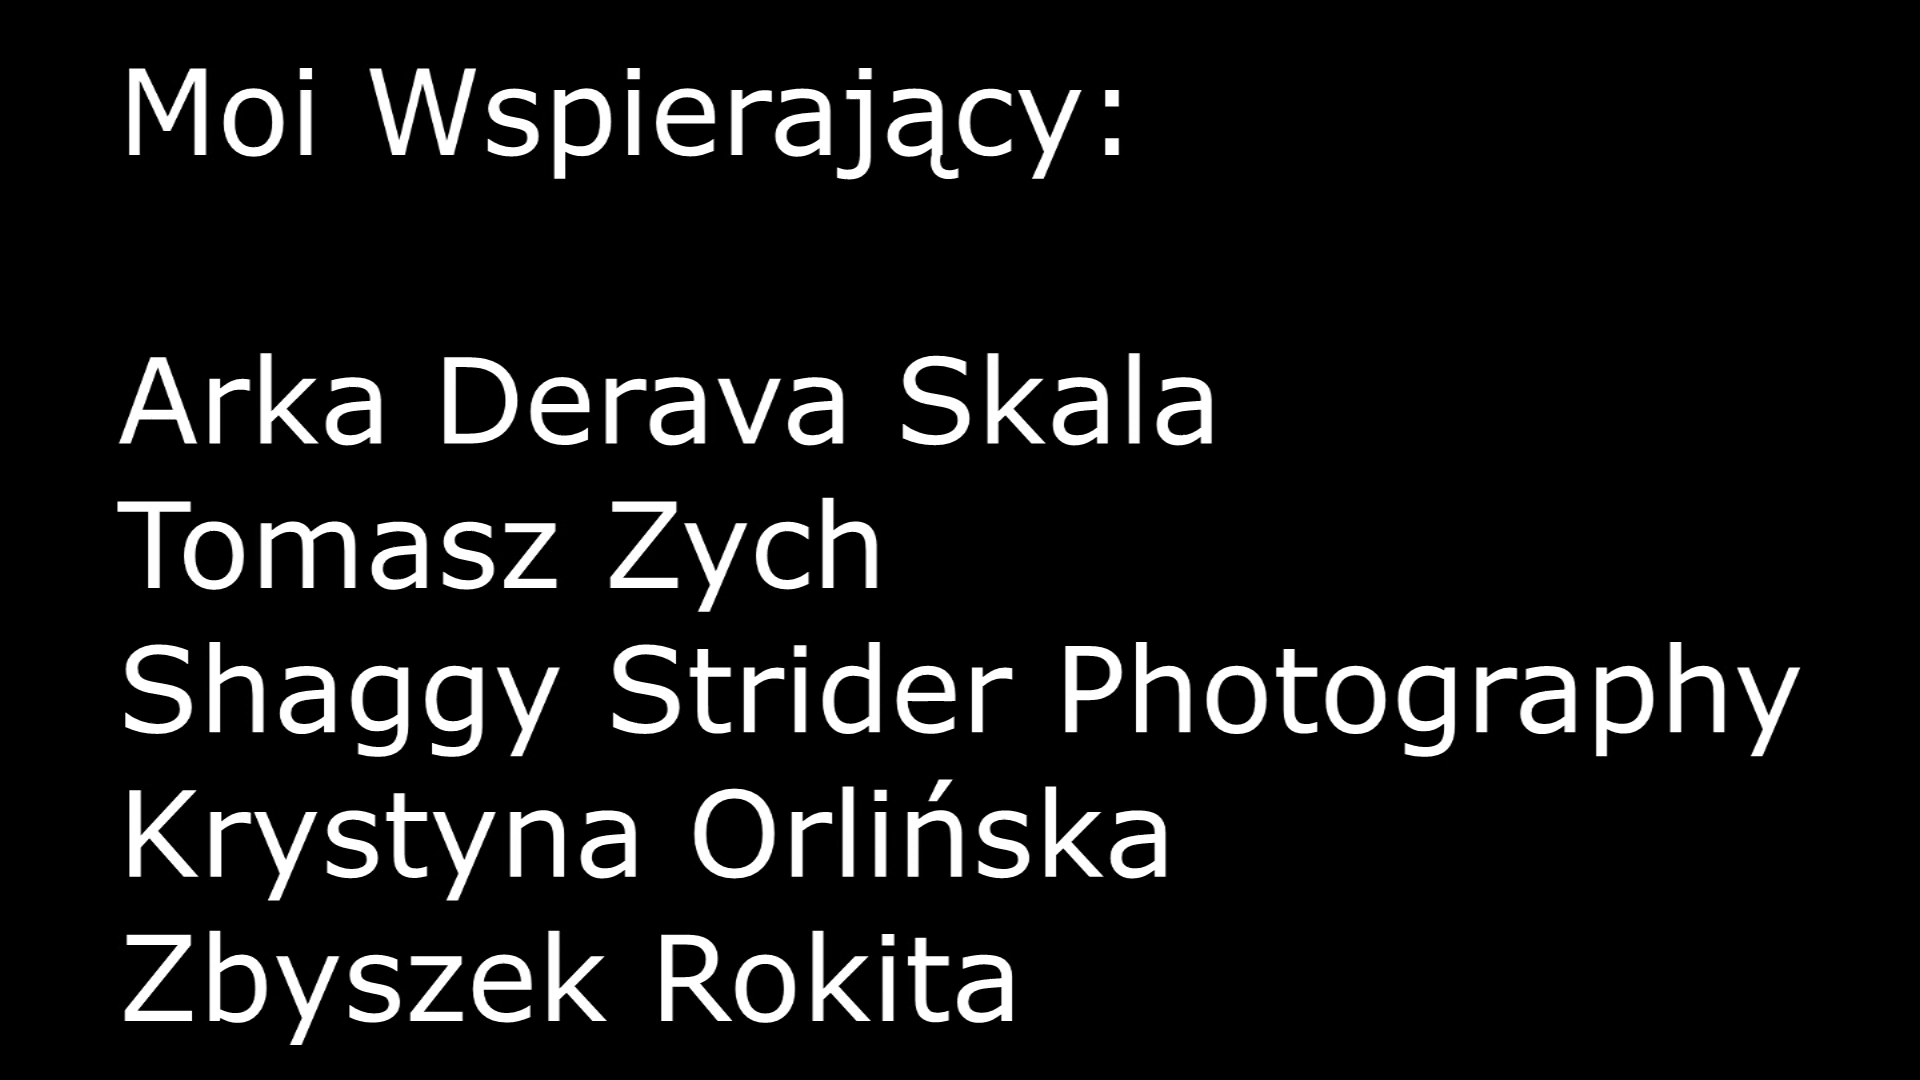 Moi Wspierający:
Arka Derava Skala
Tomasz Zych
Shaggy Strider Photography
Krystyna Orlińska
Zbyszek Rokita